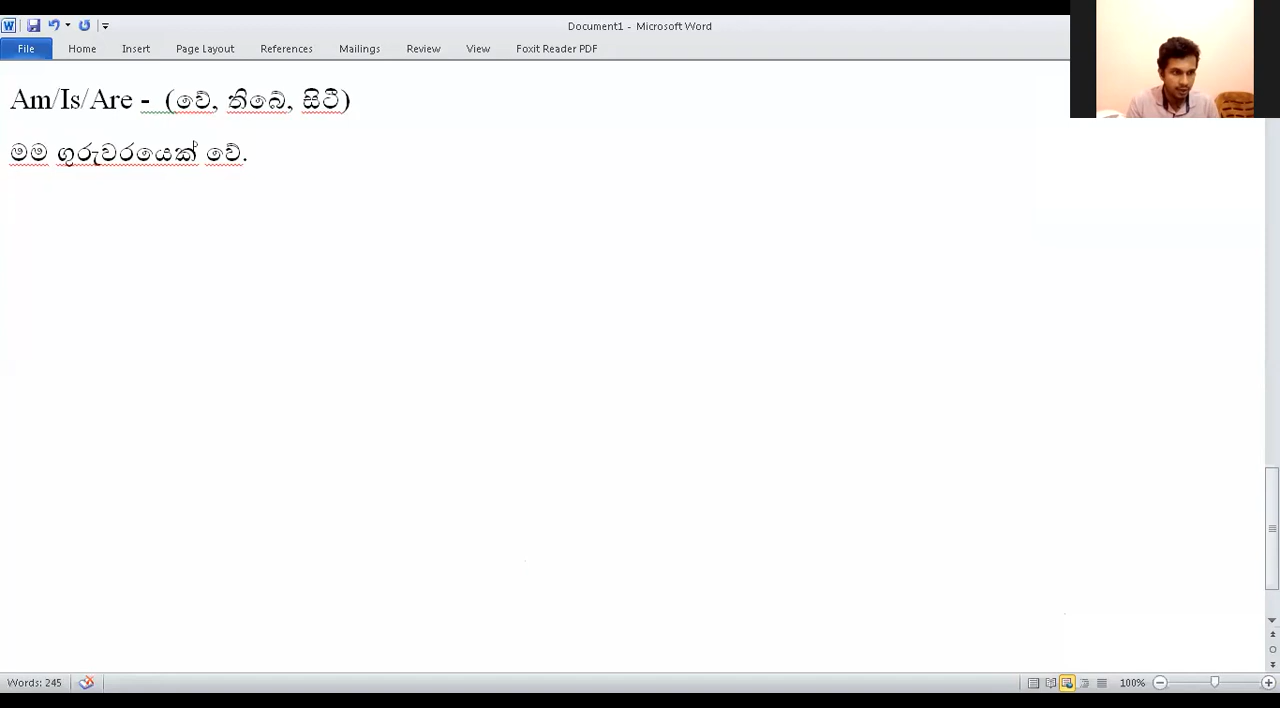 Document1 - Microsoft Word
File Home Insert Page Layout References Mailings Review View Foxit Reader PDF
Am/Is/Are - (වේ, තිබේ, සිටී)
මම ගුරුවරයෙක් වේ.
Words: 245 100%